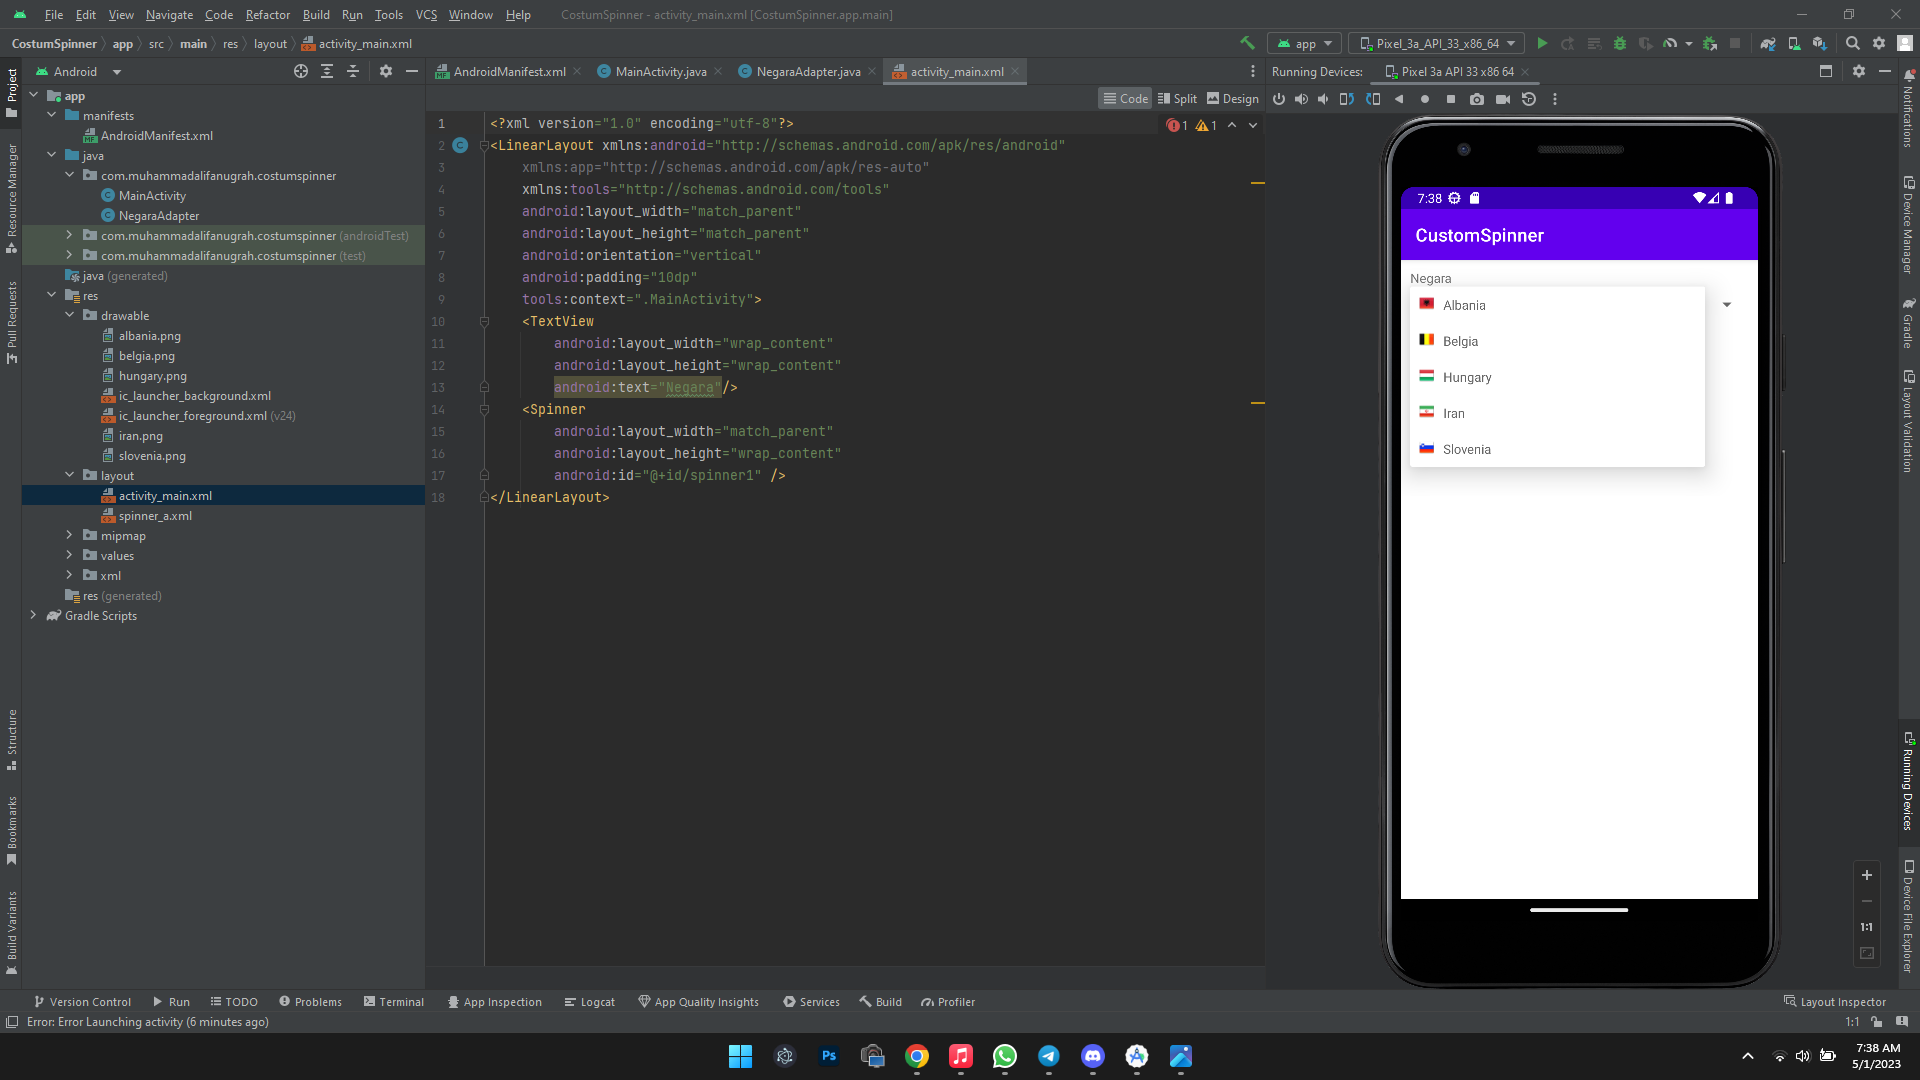 File Edit View Navigate Code Refactor Build Run Tools VCS Window Help CostumSpinner - activity_main.xml [CostumSpinner.app.main]
CostumSpinner app src main res layout activity_main.xml
app Pixel_3a_API_33_x86_64
Android
AndroidManifest.xml MainActivity.java NegaraAdapter.java activity_main.xml
Running Devices: Pixel 3a API 33 x86 64
Code Split Design
Project
Resource Manager
Pull Requests
Structure
Bookmarks
Build Variants
app
manifests
AndroidManifest.xml
java
com.muhammadalifanugrah.costumspinner
MainActivity
NegaraAdapter
com.muhammadalifanugrah.costumspinner (androidTest)
com.muhammadalifanugrah.costumspinner (test)
java (generated)
res
drawable
albania.png
belgia.png
hungary.png
ic_launcher_background.xml
ic_launcher_foreground.xml (v24)
iran.png
slovenia.png
layout
activity_main.xml
spinner_a.xml
mipmap
values
xml
res (generated)
Gradle Scripts
1 <?xml version="1.0" encoding="utf-8"?>
2 <LinearLayout xmlns:android="http://schemas.android.com/apk/res/android"
3 xmlns:app="http://schemas.android.com/apk/res-auto"
4 xmlns:tools="http://schemas.android.com/tools"
5 android:layout_width="match_parent"
6 android:layout_height="match_parent"
7 android:orientation="vertical"
8 android:padding="10dp"
9 tools:context=".MainActivity">
10 <TextView
11 android:layout_width="wrap_content"
12 android:layout_height="wrap_content"
13 android:text="Negara"/>
14 <Spinner
15 android:layout_width="match_parent"
16 android:layout_height="wrap_content"
17 android:id="@+id/spinner1" />
18 </LinearLayout>
1 1
7:38
CustomSpinner
Negara
Albania
Belgia
Hungary
Iran
Slovenia
1:1
Notifications
Device Manager
Gradle
Layout Validation
Running Devices
Device File Explorer
Version Control Run TODO Problems Terminal App Inspection Logcat App Quality Insights Services Build Profiler Layout Inspector
Error: Error Launching activity (6 minutes ago) 1:1
Ps
7:38 AM
5/1/2023